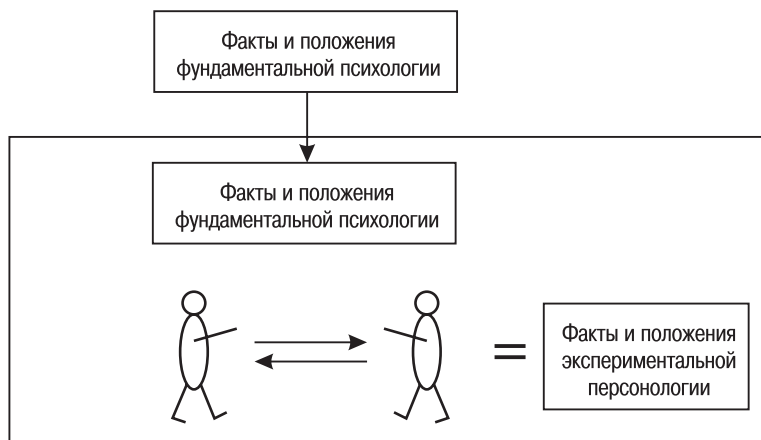 Факты и положения
фундаментальной психологии
Факты и положения
фундаментальной психологии
=
Факты и положения
экспериментальной
персонологии